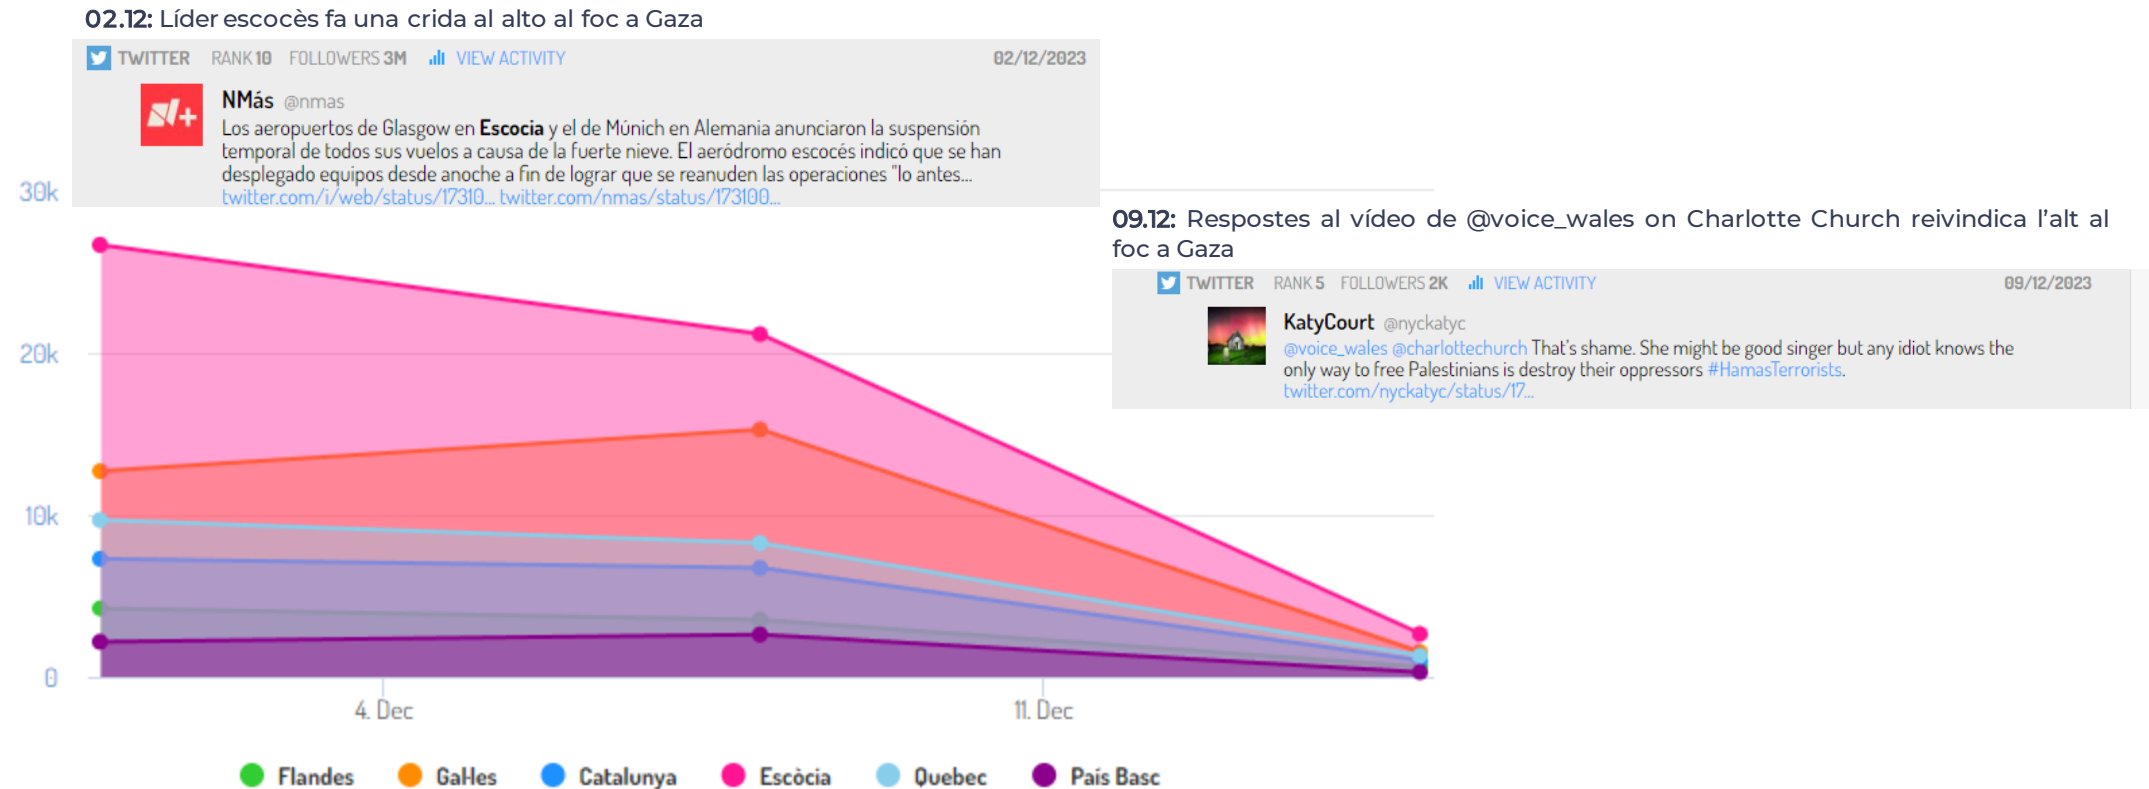 02.12: Líder escocès fa una crida al alto al foc a Gaza
TWITTER RANK 10 FOLLOWERS 3M VIEW ACTIVITY 02/12/2023
NMás @nmas
Los aeropuertos de Glasgow en Escocia y el de Múnich en Alemania anunciaron la suspensión
temporal de todos sus vuelos a causa de la fuerte nieve. El aeródromo escocés indicó que se han
desplegado equipos desde anoche a fin de lograr que se reanuden las operaciones "lo antes...
twitter.com/i/web/status/17310... twitter.com/nmas/status/173100...
09.12: Respostes al vídeo de @voice_wales on Charlotte Church reivindica l’alt al
foc a Gaza
TWITTER RANK 5 FOLLOWERS 2K VIEW ACTIVITY 09/12/2023
KatyCourt @nyckatyc
@voice_wales @charlottechurch That's shame. She might be good singer but any idiot knows the
only way to free Palestinians is destroy their oppressors #HamasTerrorists.
twitter.com/nyckatyc/status/17...
30k
20k
10k
0
4. Dec 11. Dec
Flandes Gal·les Catalunya Escòcia Quebec País Basc